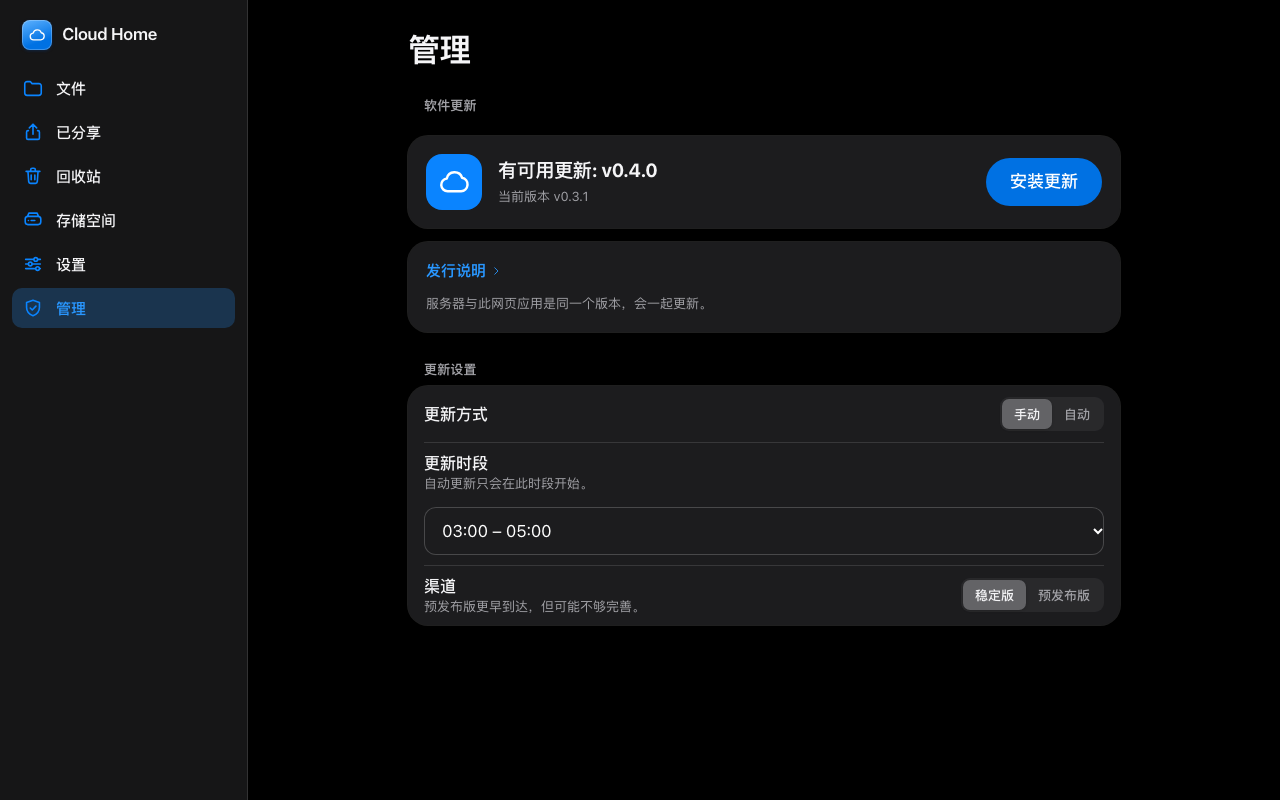 Cloud Home
文件
已分享
回收站
存储空间
设置
管理
管理
软件更新
有可用更新: v0.4.0
当前版本 v0.3.1
安装更新
发行说明
服务器与此网页应用是同一个版本，会一起更新。
更新设置
更新方式
手动
自动
更新时段
自动更新只会在此时段开始。
03:00 – 05:00
渠道
预发布版更早到达，但可能不够完善。
稳定版
预发布版